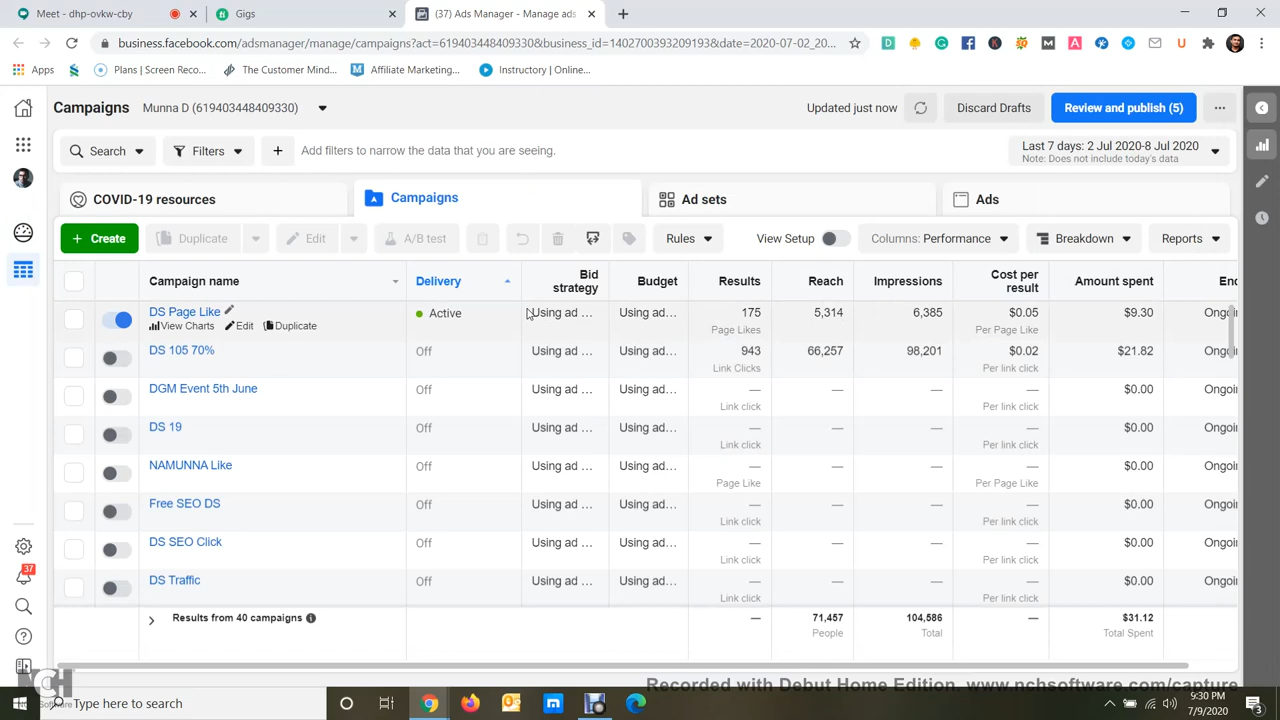 Meet - dhp-ovkw-cby
Gigs
(37) Ads Manager - Manage ads
business.facebook.com/adsmanager/manage/campaigns?act=619403448409330&business_id=1402700393209193&date=2020-07-02_20...
Apps
Plans | Screen Reco...
The Customer Mind...
Affiliate Marketing...
Instructory | Online...
Campaigns
Munna D (619403448409330)
Updated just now
Discard Drafts
Review and publish (5)
Search
Filters
Add filters to narrow the data that you are seeing.
Last 7 days: 2 Jul 2020-8 Jul 2020
Note: Does not include today's data
COVID-19 resources
Campaigns
Ad sets
Ads
+ Create
Duplicate
Edit
A/B test
Rules
View Setup
Columns: Performance
Breakdown
Reports
Campaign name Delivery Bid strategy Budget Results Reach Impressions Cost per result Amount spent En
DS Page Like Active Using ad ... Using ad... 175 5,314 6,385 $0.05 $9.30 Ongoi
View Charts Edit Duplicate Page Likes Per Page Like
DS 105 70% Off Using ad ... Using ad... 943 66,257 98,201 $0.02 $21.82 Ongoi
Link Clicks Per link click
DGM Event 5th June Off Using ad ... Using ad... — — — — $0.00 Ongoi
Link click Per link click
DS 19 Off Using ad ... Using ad... — — — — $0.00 Ongoi
Link click Per link click
NAMUNNA Like Off Using ad ... Using ad... — — — — $0.00 Ongoi
Page Like Per Page Like
Free SEO DS Off Using ad ... Using ad... — — — — $0.00 Ongoi
Link click Per link click
DS SEO Click Off Using ad ... Using ad... — — — — $0.00 Ongoi
Link click Per link click
DS Traffic Off Using ad ... Using ad... — — — — $0.00 Ongoi
Link click Per link click
Results from 40 campaigns — 71,457 104,586 — $31.12
People Total Total Spent
37
NCH
Software
Recorded with Debut Home Edition. www.nchsoftware.com/capture
Type here to search
9:30 PM
7/9/2020
3